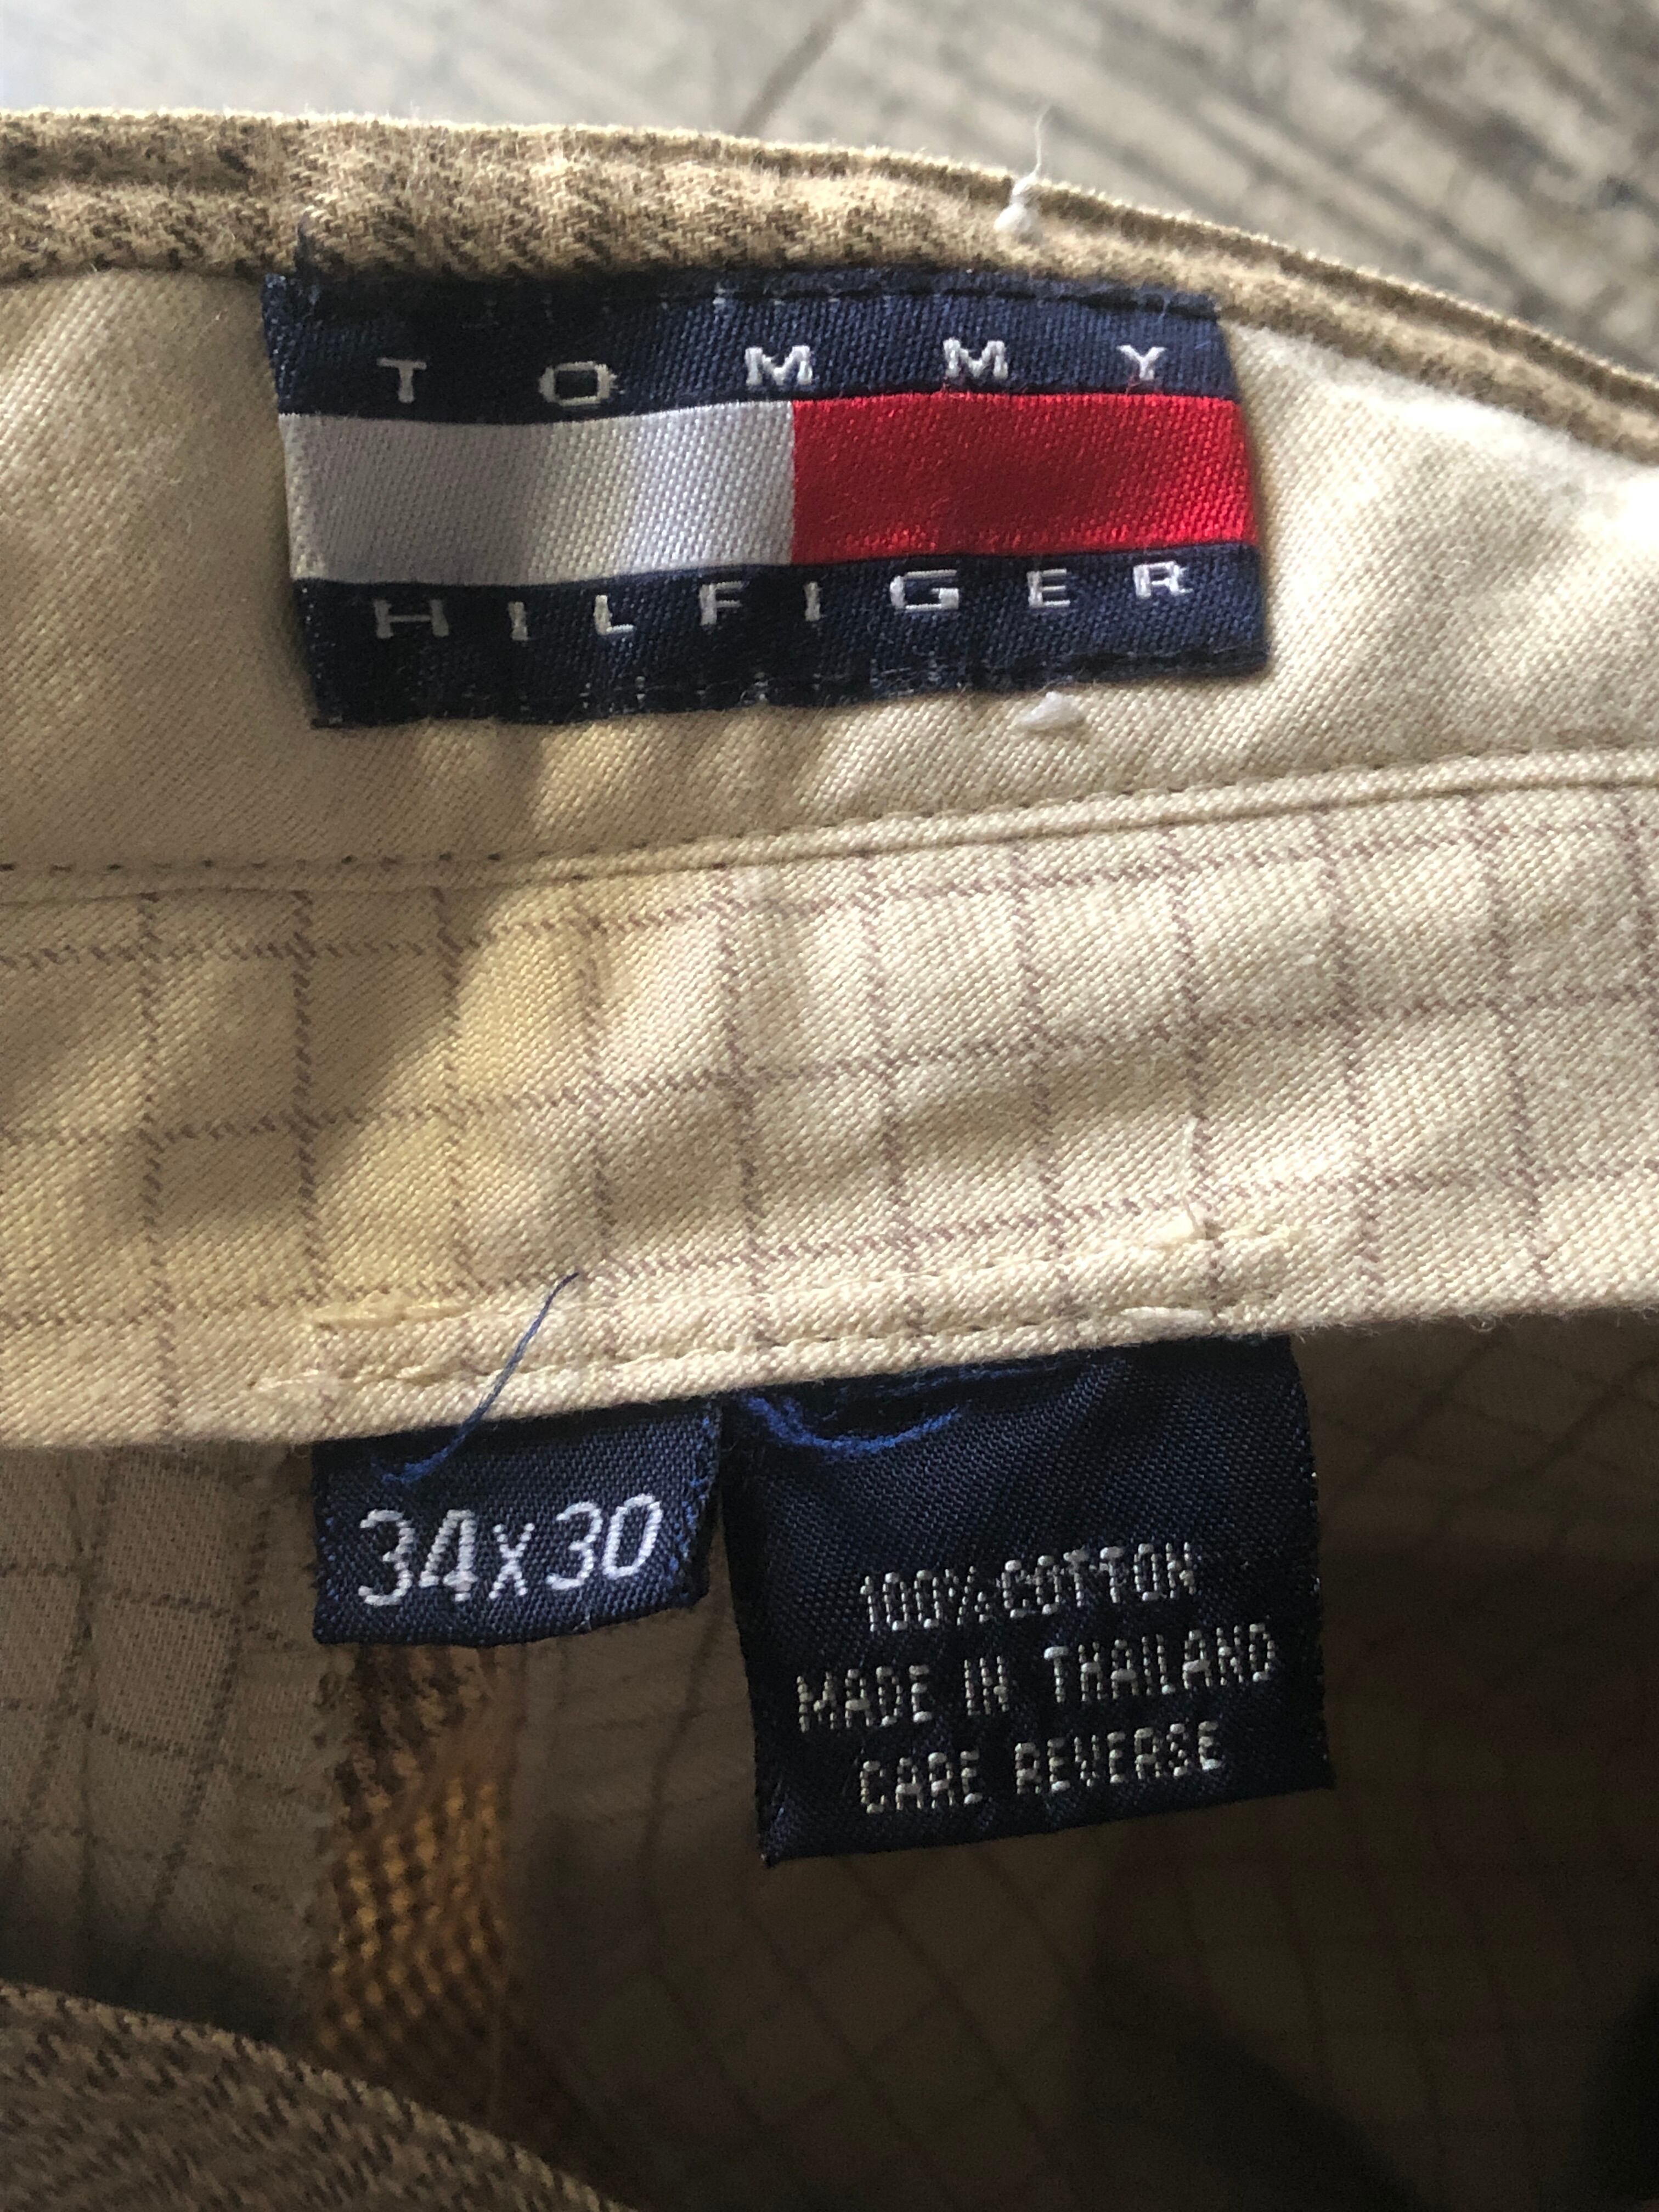 TOMMY
HILFIGER
34X30
100% COTTON
MADE IN THAILAND
CARE REVERSE